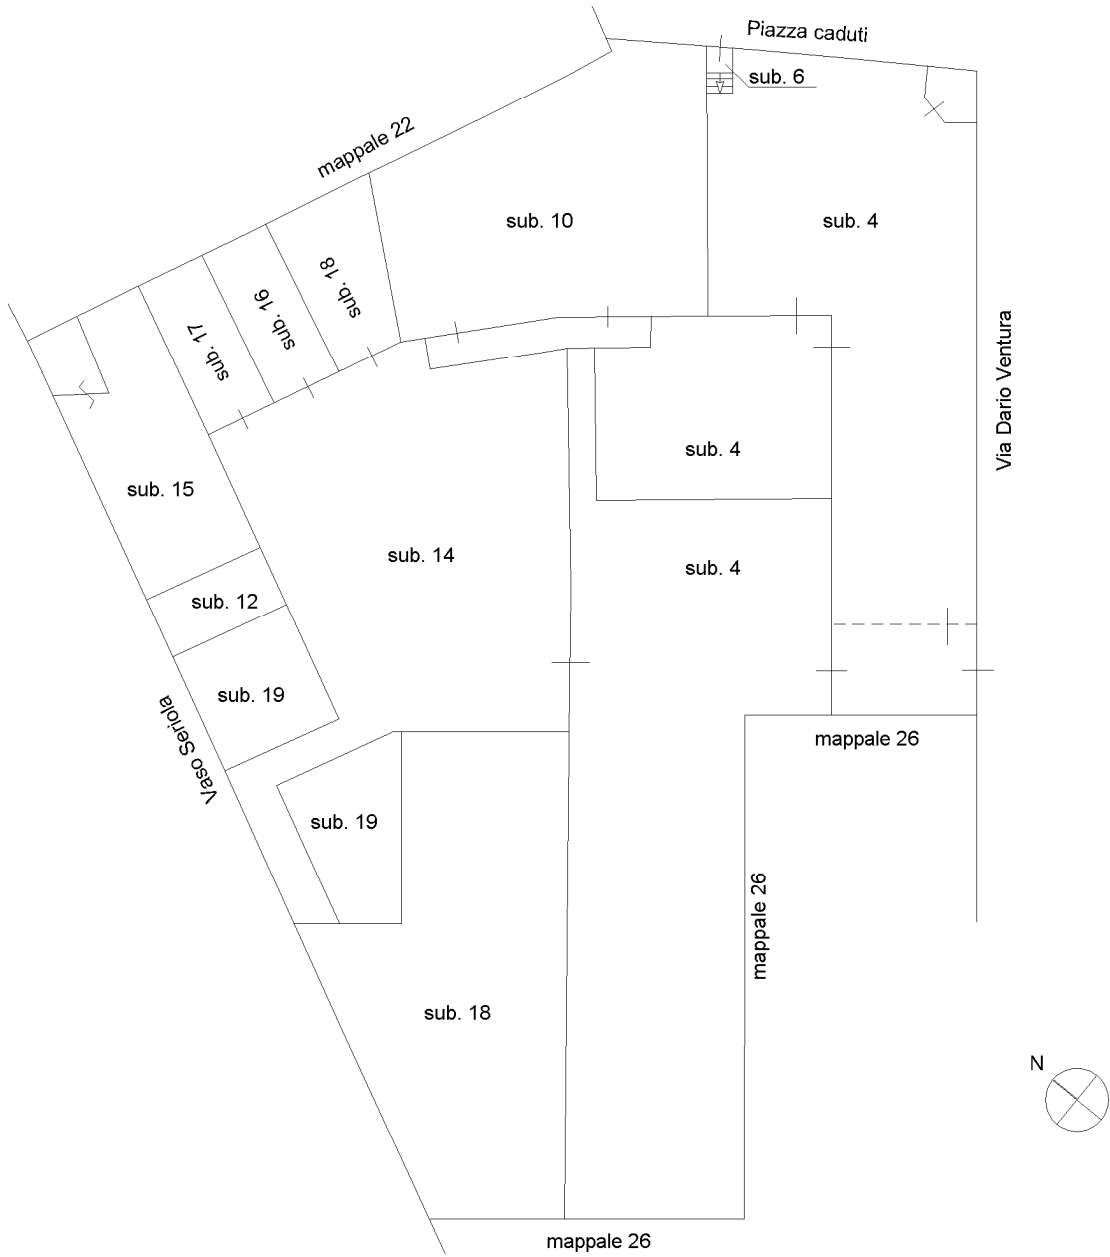 Piazza caduti
sub. 6
mappale 22
sub. 10
sub. 4
sub. 18
sub. 16
sub. 17
Via Dario Ventura
sub. 4
sub. 15
sub. 14
sub. 4
sub. 12
sub. 19
Vaso Seriola
mappale 26
sub. 19
mappale 26
sub. 18
N
mappale 26